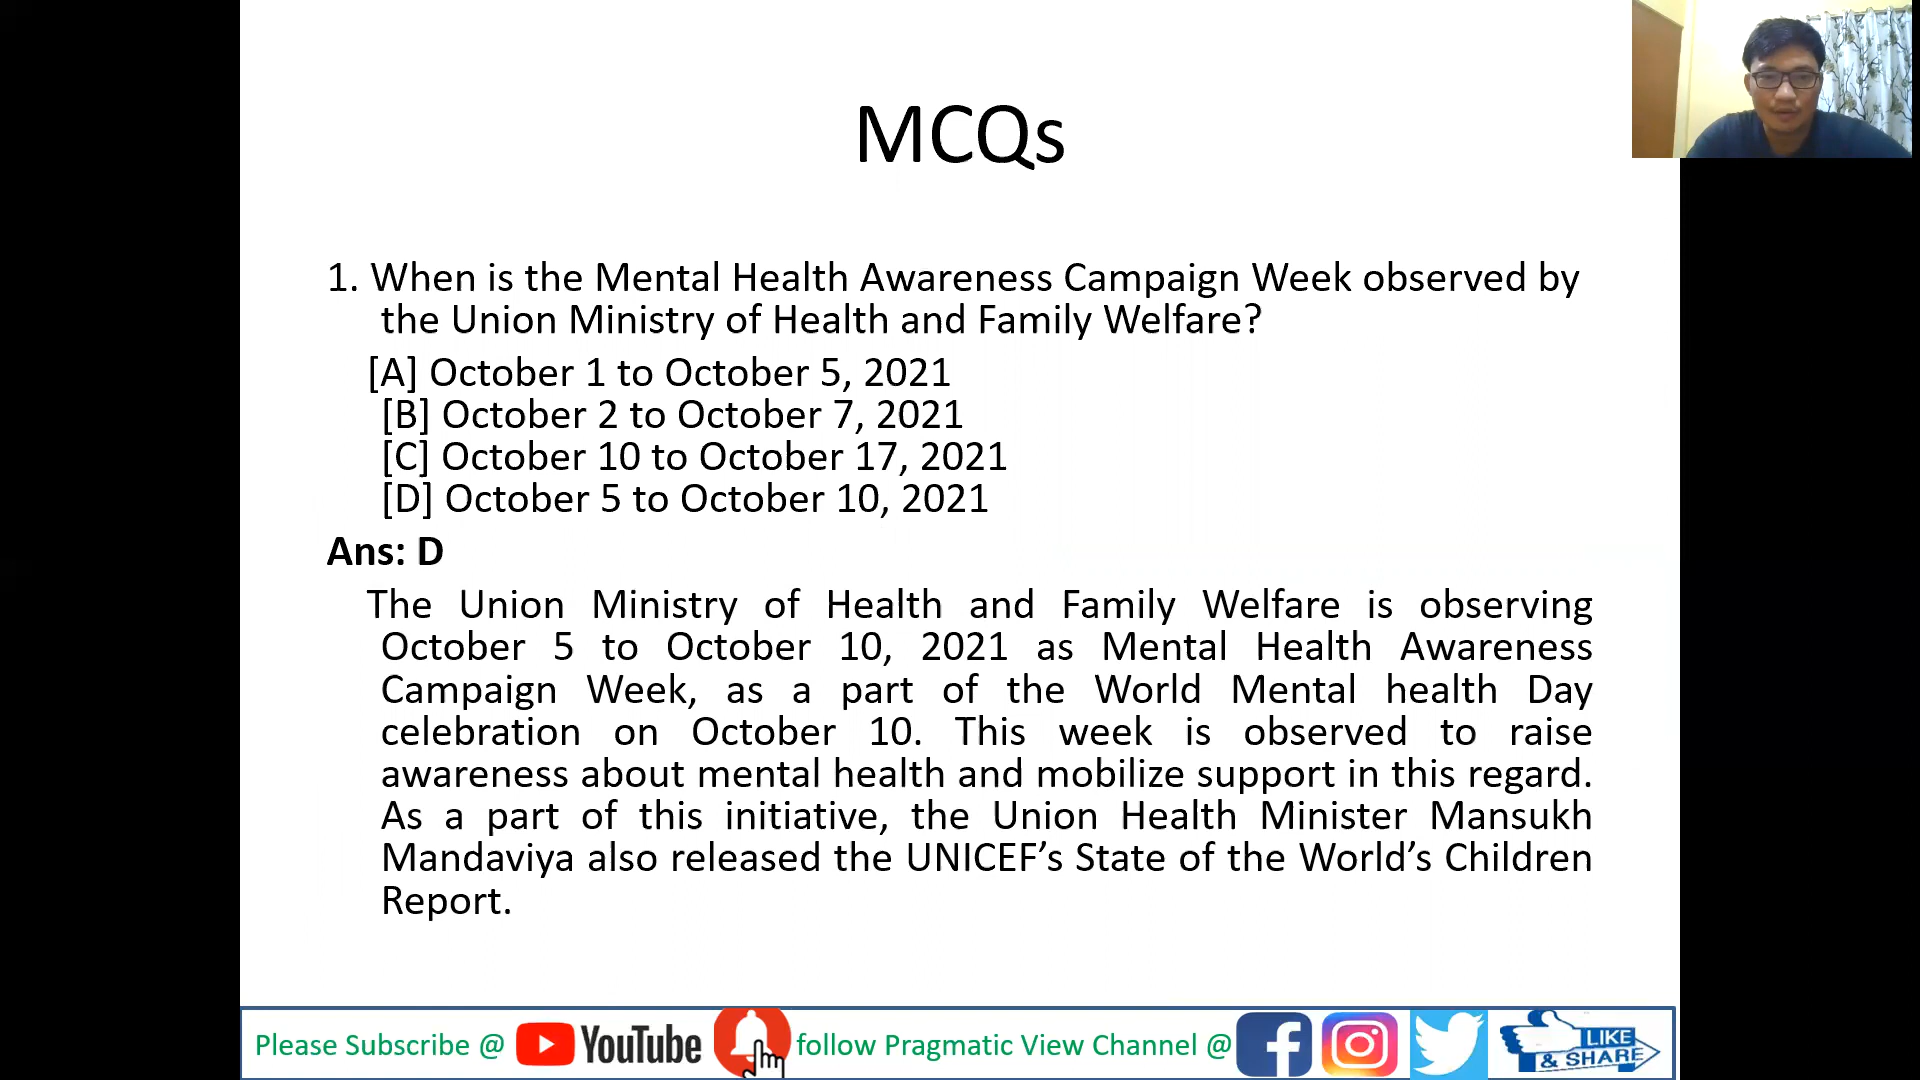 MCQs
1. When is the Mental Health Awareness Campaign Week observed by
the Union Ministry of Health and Family Welfare?
[A] October 1 to October 5, 2021
[B] October 2 to October 7, 2021
[C] October 10 to October 17, 2021
[D] October 5 to October 10, 2021
Ans: D
The Union Ministry of Health and Family Welfare is observing
October 5 to October 10, 2021 as Mental Health Awareness
Campaign Week, as a part of the World Mental health Day
celebration on October 10. This week is observed to raise
awareness about mental health and mobilize support in this regard.
As a part of this initiative, the Union Health Minister Mansukh
Mandaviya also released the UNICEF’s State of the World’s Children
Report.
Please Subscribe @ YouTube follow Pragmatic View Channel @
LIKE
& SHARE